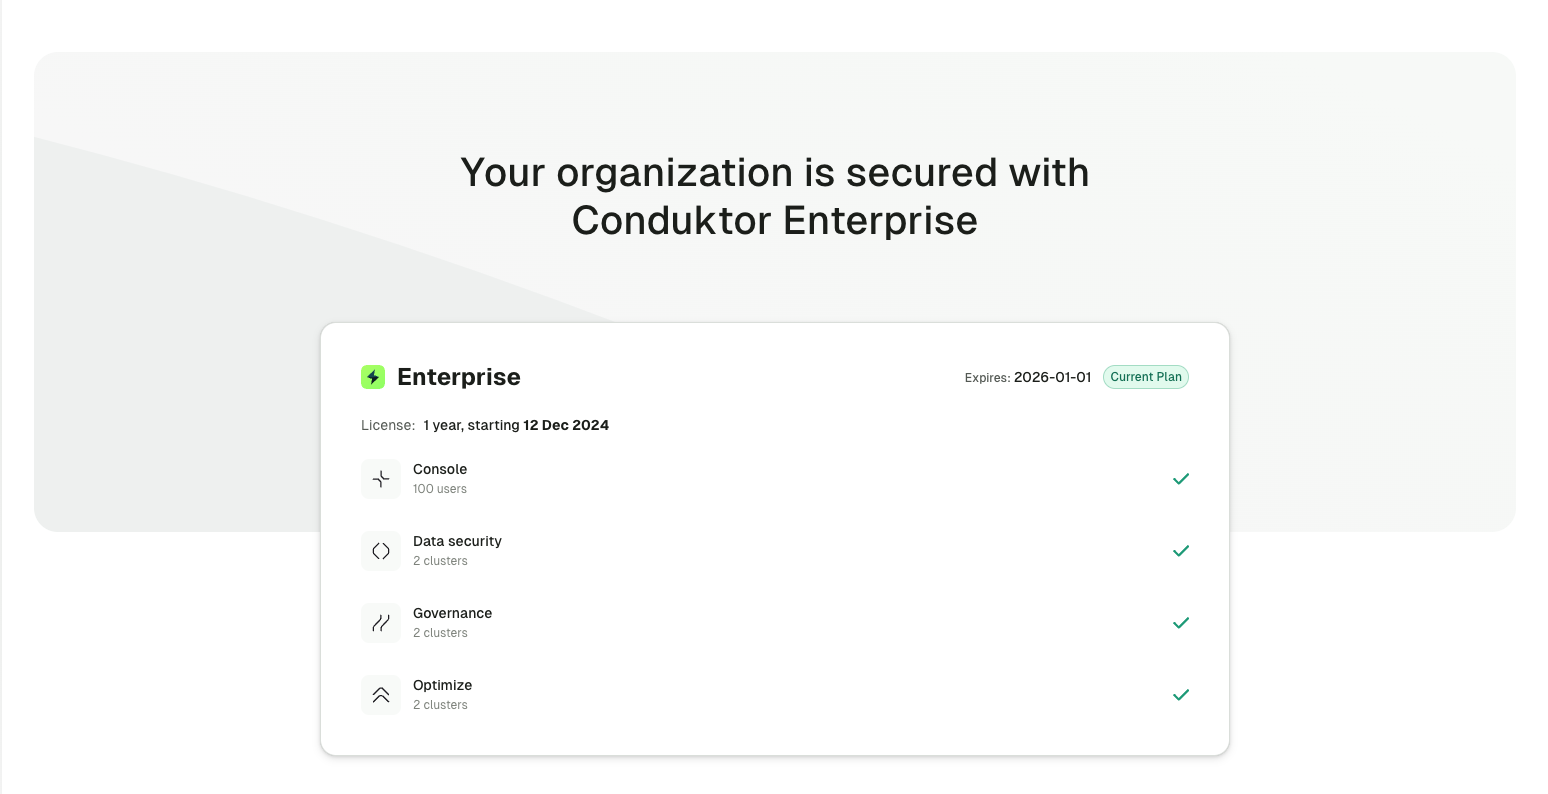 Your organization is secured with
Conduktor Enterprise
Enterprise
Expires: 2026-01-01
Current Plan
License: 1 year, starting 12 Dec 2024
Console
100 users
Data security
2 clusters
Governance
2 clusters
Optimize
2 clusters